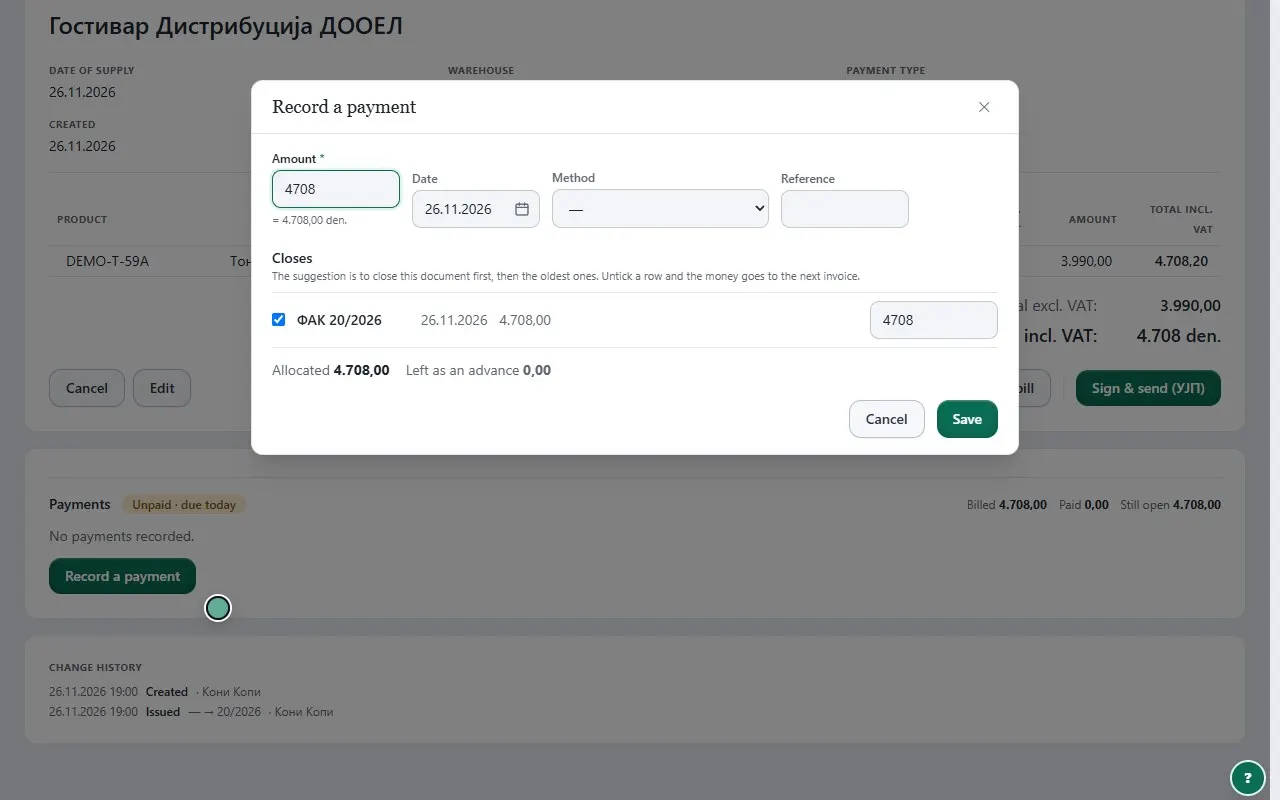 Гостивар Дистрибуција ДООЕЛ
DATE OF SUPPLY WAREHOUSE PAYMENT TYPE
26.11.2026
CREATED
26.11.2026
Record a payment
Amount *
4708
= 4.708,00 den.
Date
26.11.2026
Method
—
Reference
Closes
The suggestion is to close this document first, then the oldest ones. Untick a row and the money goes to the next invoice.
ФАК 20/2026 26.11.2026 4.708,00 4708
Allocated 4.708,00 Left as an advance 0,00
Cancel Save
PRODUCT AMOUNT TOTAL INCL. VAT
DEMO-T-59A 3.990,00 4.708,20
excl. VAT: 3.990,00
incl. VAT: 4.708 den.
Cancel Edit Sign & send (УЈП)
Payments Unpaid · due today Billed 4.708,00 Paid 0,00 Still open 4.708,00
No payments recorded.
Record a payment
CHANGE HISTORY
26.11.2026 19:00 Created · Кони Копи
26.11.2026 19:00 Issued — → 20/2026 · Кони Копи
?